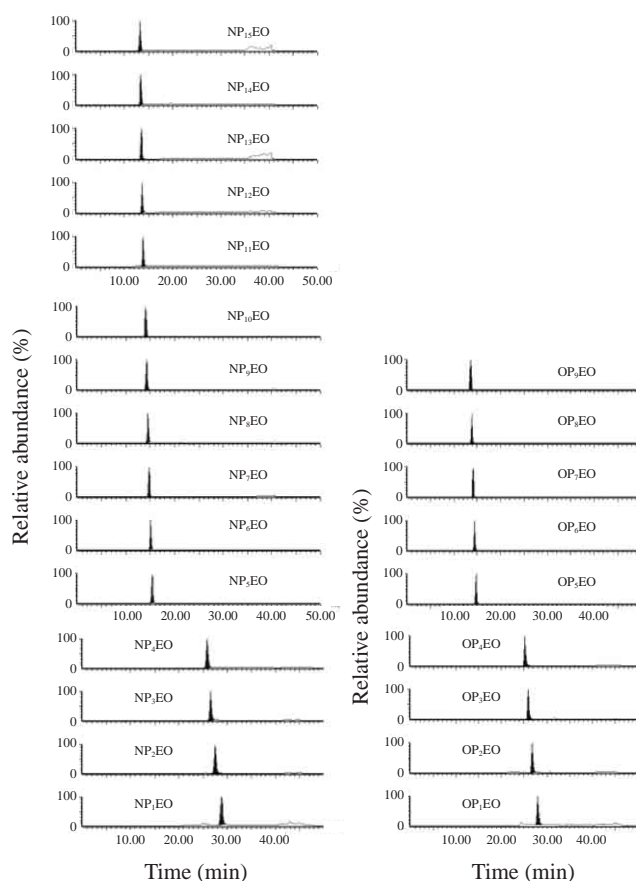 100
0
NP₁₅EO
100
0
NP₁₄EO
100
0
NP₁₃EO
100
0
NP₁₂EO
100
0
NP₁₁EO
10.00 20.00 30.00 40.00 50.00
100
0
NP₁₀EO
100
0
NP₉EO
100
0
NP₈EO
100
0
NP₇EO
100
0
NP₆EO
100
0
NP₅EO
10.00 20.00 30.00 40.00 50.00
100
0
NP₄EO
100
0
NP₃EO
100
0
NP₂EO
100
0
NP₁EO
10.00 20.00 30.00 40.00
Relative abundance (%)
Time (min)
100
0
OP₉EO
100
0
OP₈EO
100
0
OP₇EO
100
0
OP₆EO
100
0
OP₅EO
10.00 20.00 30.00 40.00
100
0
OP₄EO
100
0
OP₃EO
100
0
OP₂EO
100
0
OP₁EO
10.00 20.00 30.00 40.00
Relative abundance (%)
Time (min)